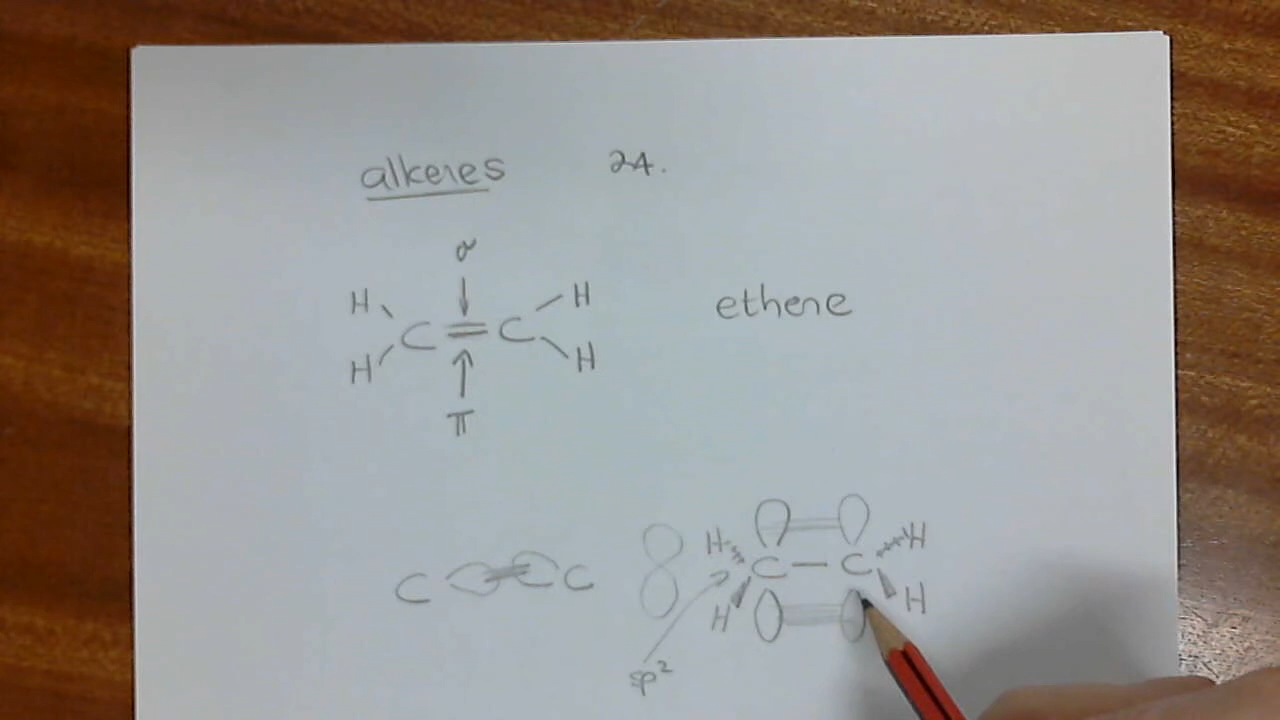 alkenes 24.
σ
H H
C = C ethene
H H
π
H C — C H
C C
H H
sp²